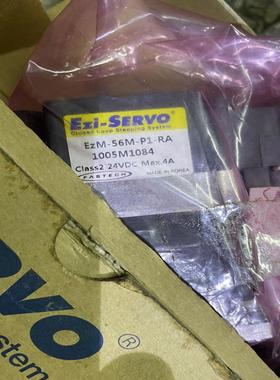 Ezi-SERVO®
Closed Loop Stepping System
EzM-56M-P1-RA
1005M1084
Class2 24VDC Max.4A
FASTECH
MADE IN KOREA
RVO®
System